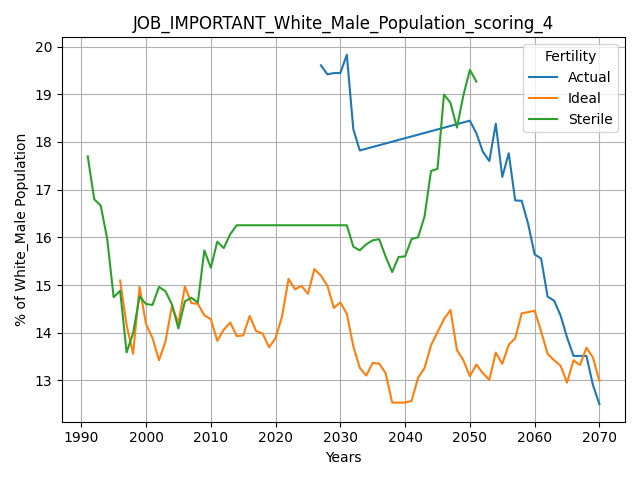 JOB_IMPORTANT_White_Male_Population_scoring_4
% of White_Male Population
20
19
18
17
16
15
14
13
Fertility
Actual
Ideal
Sterile
1990 2000 2010 2020 2030 2040 2050 2060 2070
Years